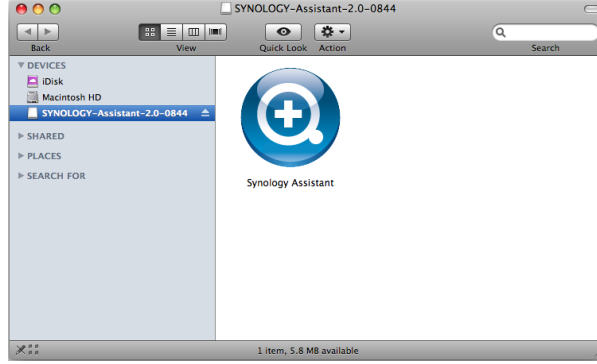 SYNOLOGY-Assistant-2.0-0844
Back
View
Quick Look
Action
Search
DEVICES
iDisk
Macintosh HD
SYNOLOGY-Assistant-2.0-0844
SHARED
PLACES
SEARCH FOR
Synology Assistant
1 item, 5.8 MB available